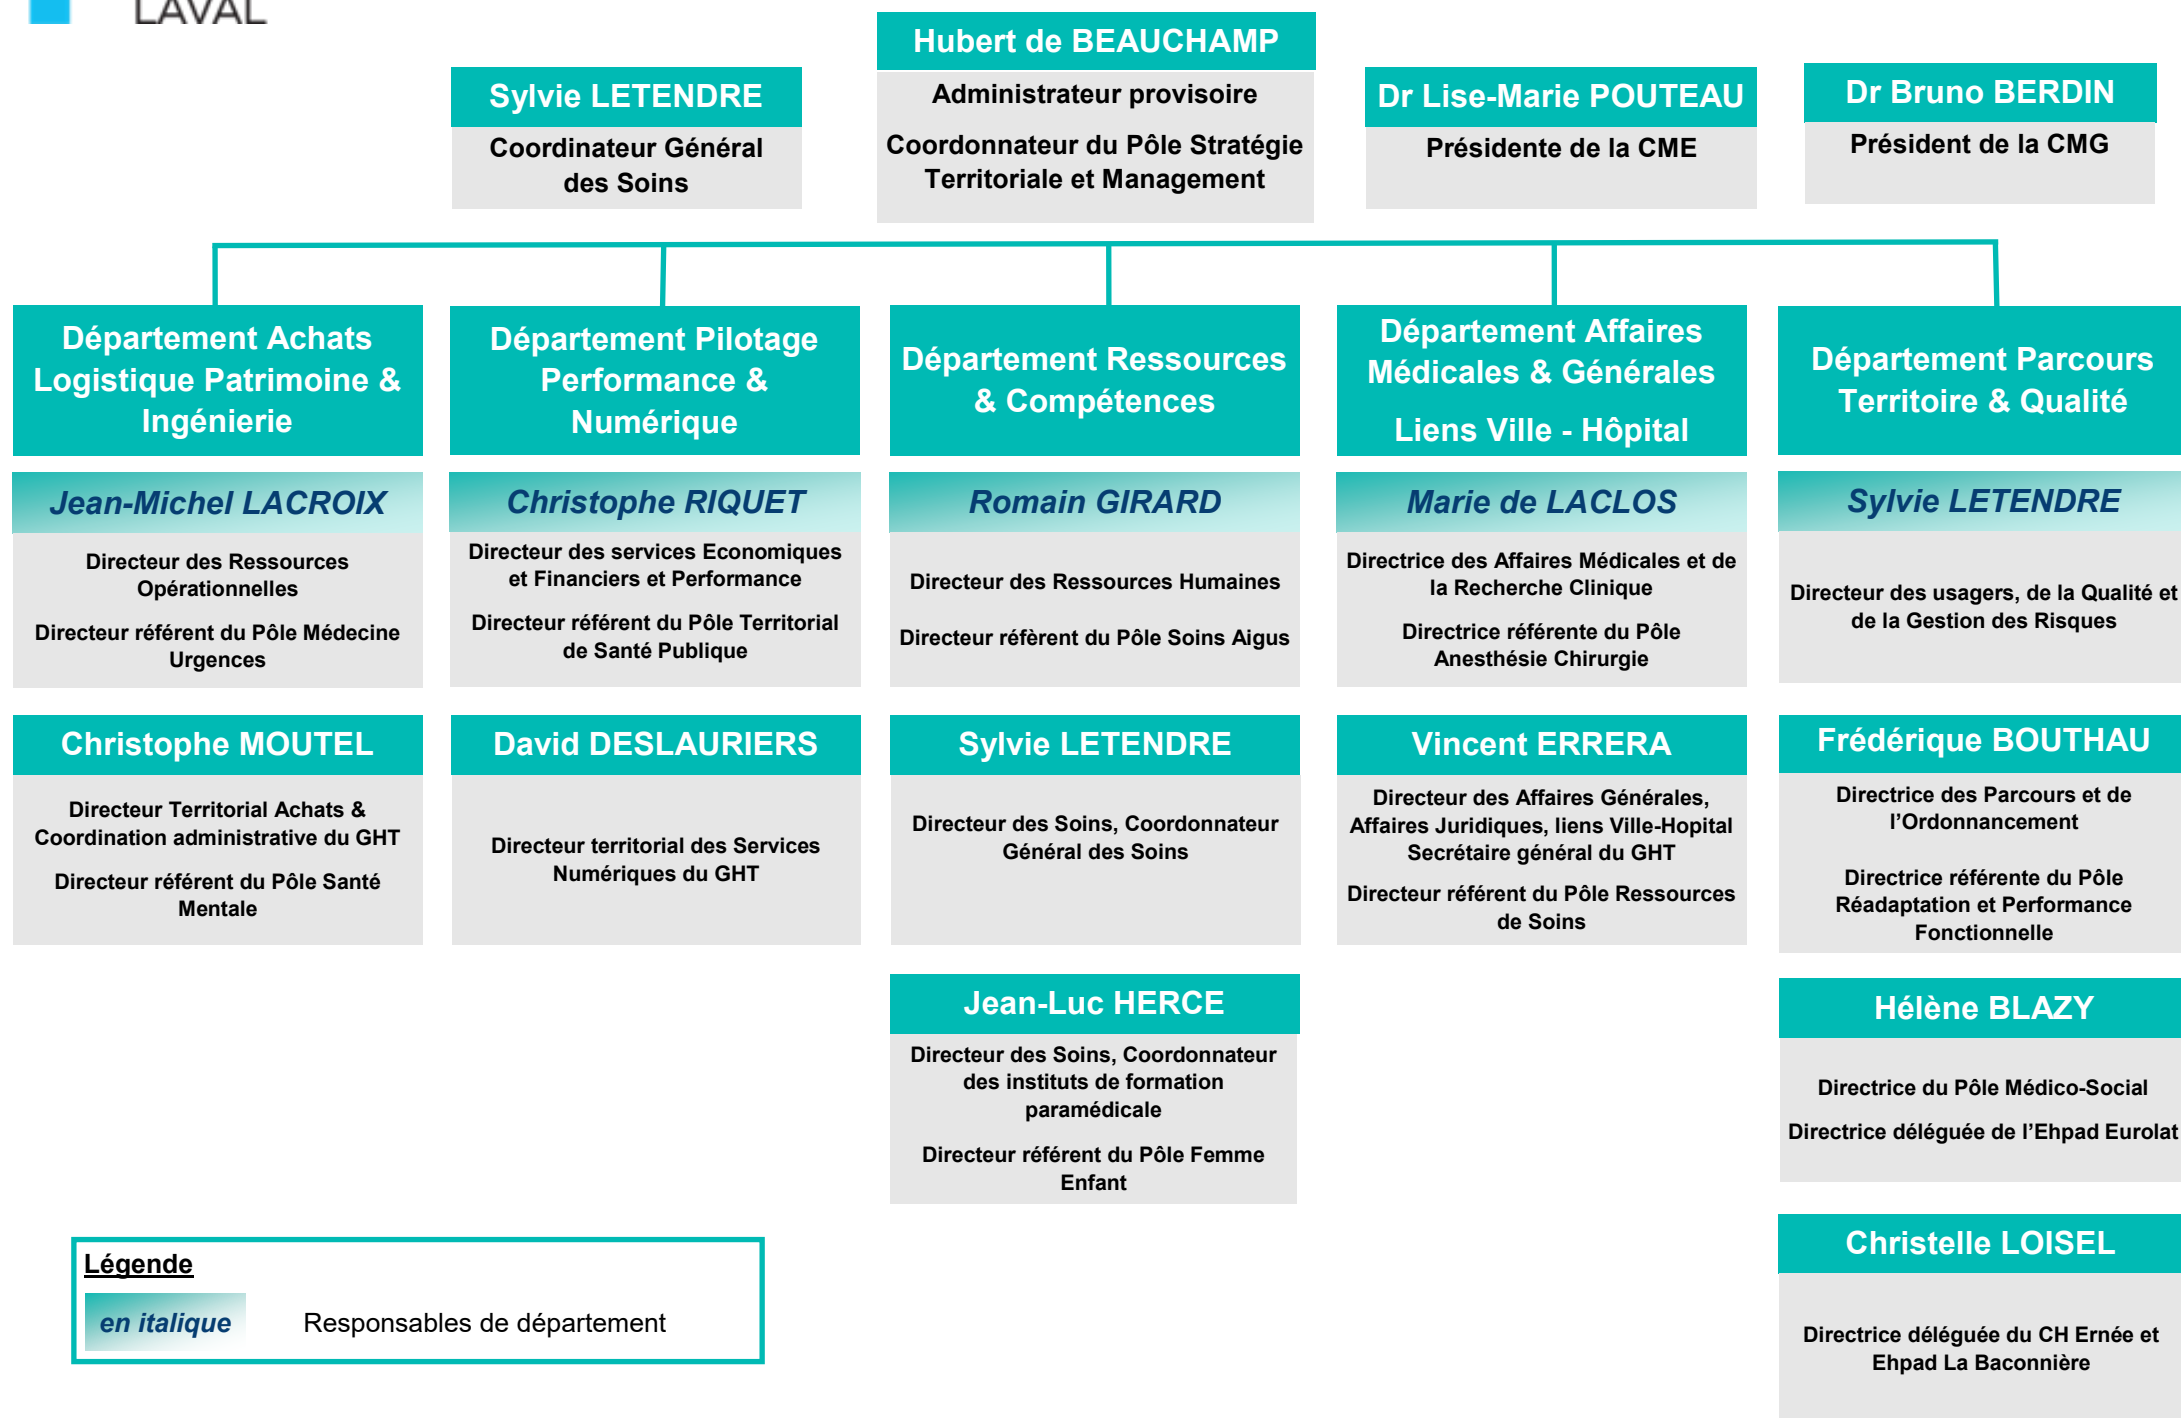 LAVAL
Hubert de BEAUCHAMP
Administrateur provisoire
Coordonnateur du Pôle Stratégie
Territoriale et Management
Sylvie LETENDRE
Coordinateur Général
des Soins
Dr Lise-Marie POUTEAU
Présidente de la CME
Dr Bruno BERDIN
Président de la CMG
Département Achats
Logistique Patrimoine &
Ingénierie
Jean-Michel LACROIX
Directeur des Ressources
Opérationnelles
Directeur référent du Pôle Médecine
Urgences
Christophe MOUTEL
Directeur Territorial Achats &
Coordination administrative du GHT
Directeur référent du Pôle Santé
Mentale
Département Pilotage
Performance &
Numérique
Christophe RIQUET
Directeur des services Economiques
et Financiers et Performance
Directeur référent du Pôle Territorial
de Santé Publique
David DESLAURIERS
Directeur territorial des Services
Numériques du GHT
Département Ressources
& Compétences
Romain GIRARD
Directeur des Ressources Humaines
Directeur réfèrent du Pôle Soins Aigus
Sylvie LETENDRE
Directeur des Soins, Coordonnateur
Général des Soins
Jean-Luc HERCE
Directeur des Soins, Coordonnateur
des instituts de formation
paramédicale
Directeur référent du Pôle Femme
Enfant
Département Affaires
Médicales & Générales
Liens Ville - Hôpital
Marie de LACLOS
Directrice des Affaires Médicales et de
la Recherche Clinique
Directrice référente du Pôle
Anesthésie Chirurgie
Vincent ERRERA
Directeur des Affaires Générales,
Affaires Juridiques, liens Ville-Hopital
Secrétaire général du GHT
Directeur référent du Pôle Ressources
de Soins
Département Parcours
Territoire & Qualité
Sylvie LETENDRE
Directeur des usagers, de la Qualité et
de la Gestion des Risques
Frédérique BOUTHAU
Directrice des Parcours et de
l’Ordonnancement
Directrice référente du Pôle
Réadaptation et Performance
Fonctionnelle
Hélène BLAZY
Directrice du Pôle Médico-Social
Directrice déléguée de l’Ehpad Eurolat
Christelle LOISEL
Directrice déléguée du CH Ernée et
Ehpad La Baconnière
Légende
en italique
Responsables de département